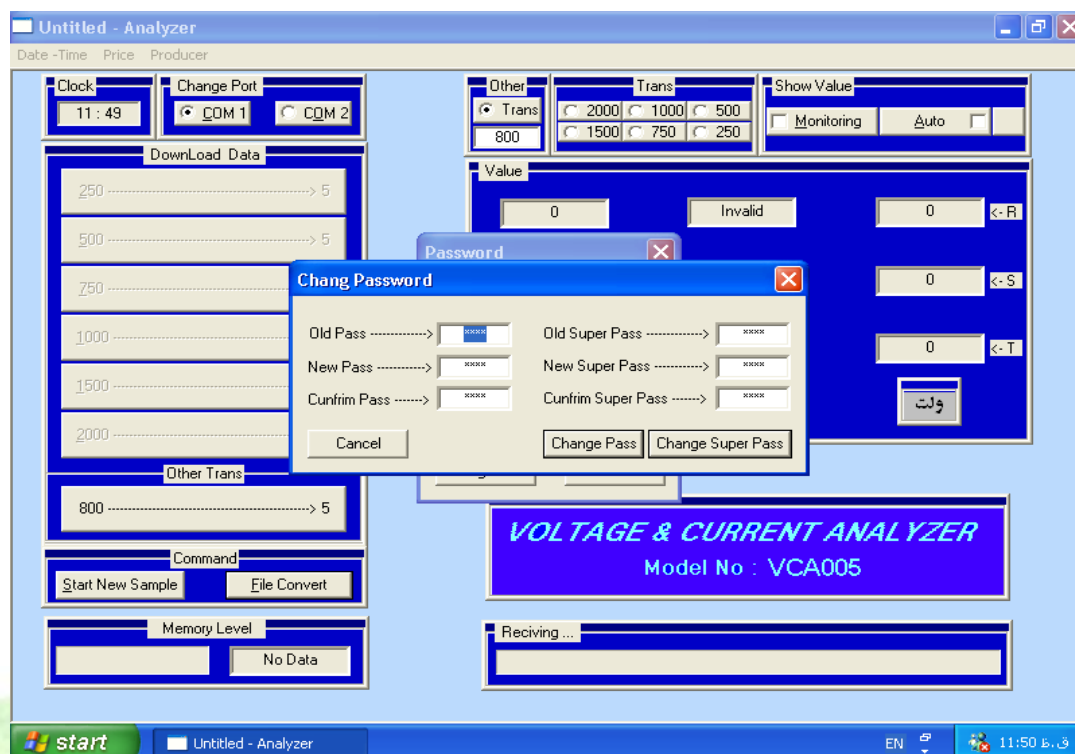 Untitled - Analyzer
Date -Time Price Producer
Clock
11 : 49
Change Port
COM 1 COM 2
Other
Trans
800
Trans
2000 1000 500
1500 750 250
Show Value
Monitoring Auto
DownLoad Data
250 ----------------------------------------------------> 5
500 ----------------------------------------------------> 5
750 --------------------------------------------------
1000 ------------------------------------------------
1500 ------------------------------------------------
2000 ------------------------------------------------
Other Trans
800 ----------------------------------------------------> 5
Command
Start New Sample File Convert
Memory Level
No Data
Value
0 Invalid 0 <- R
0 <- S
0 <- T
ولت
Password
Chang Password
Old Pass --------------> ****
New Pass ------------> ****
Cunfrim Pass -------> ****
Old Super Pass --------------> ****
New Super Pass ------------> ****
Cunfrim Super Pass -------> ****
Cancel Change Pass Change Super Pass
VOLTAGE & CURRENT ANALYZER
Model No : VCA005
Reciving ...
start Untitled - Analyzer EN 11:50 ق.ظ